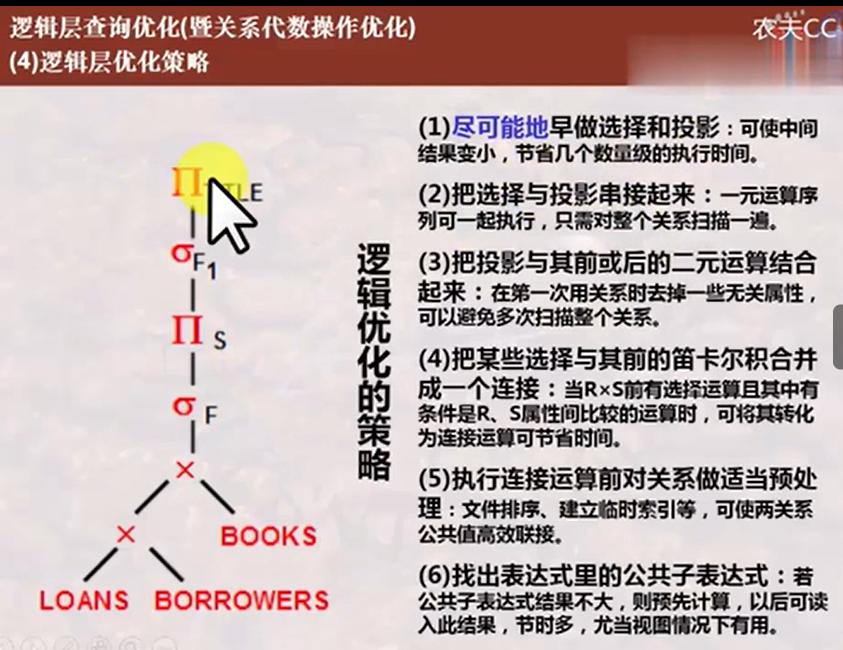 逻辑层查询优化(暨关系代数操作优化)
农夫CC
(4)逻辑层优化策略
(1)尽可能地早做选择和投影：可使中间
结果变小，节省几个数量级的执行时间。
(2)把选择与投影串接起来：一元运算序
列可一起执行，只需对整个关系扫描一遍。
(3)把投影与其前或后的二元运算结合
起来：在第一次用关系时去掉一些无关属性，
可以避免多次扫描整个关系。
(4)把某些选择与其前的笛卡尔积合并
成一个连接：当R×S前有选择运算且其中有
条件是R、S属性间比较的运算时，可将其转化
为连接运算可节省时间。
(5)执行连接运算前对关系做适当预处
理：文件排序、建立临时索引等，可使两关系
公共值高效联接。
(6)找出表达式里的公共子表达式：若
公共子表达式结果不大，则预先计算，以后可读
入此结果，节时多，尤当视图情况下有用。
逻辑优化的策略
Π
σF1
Π S
σ F
×
× BOOKS
LOANS BORROWERS